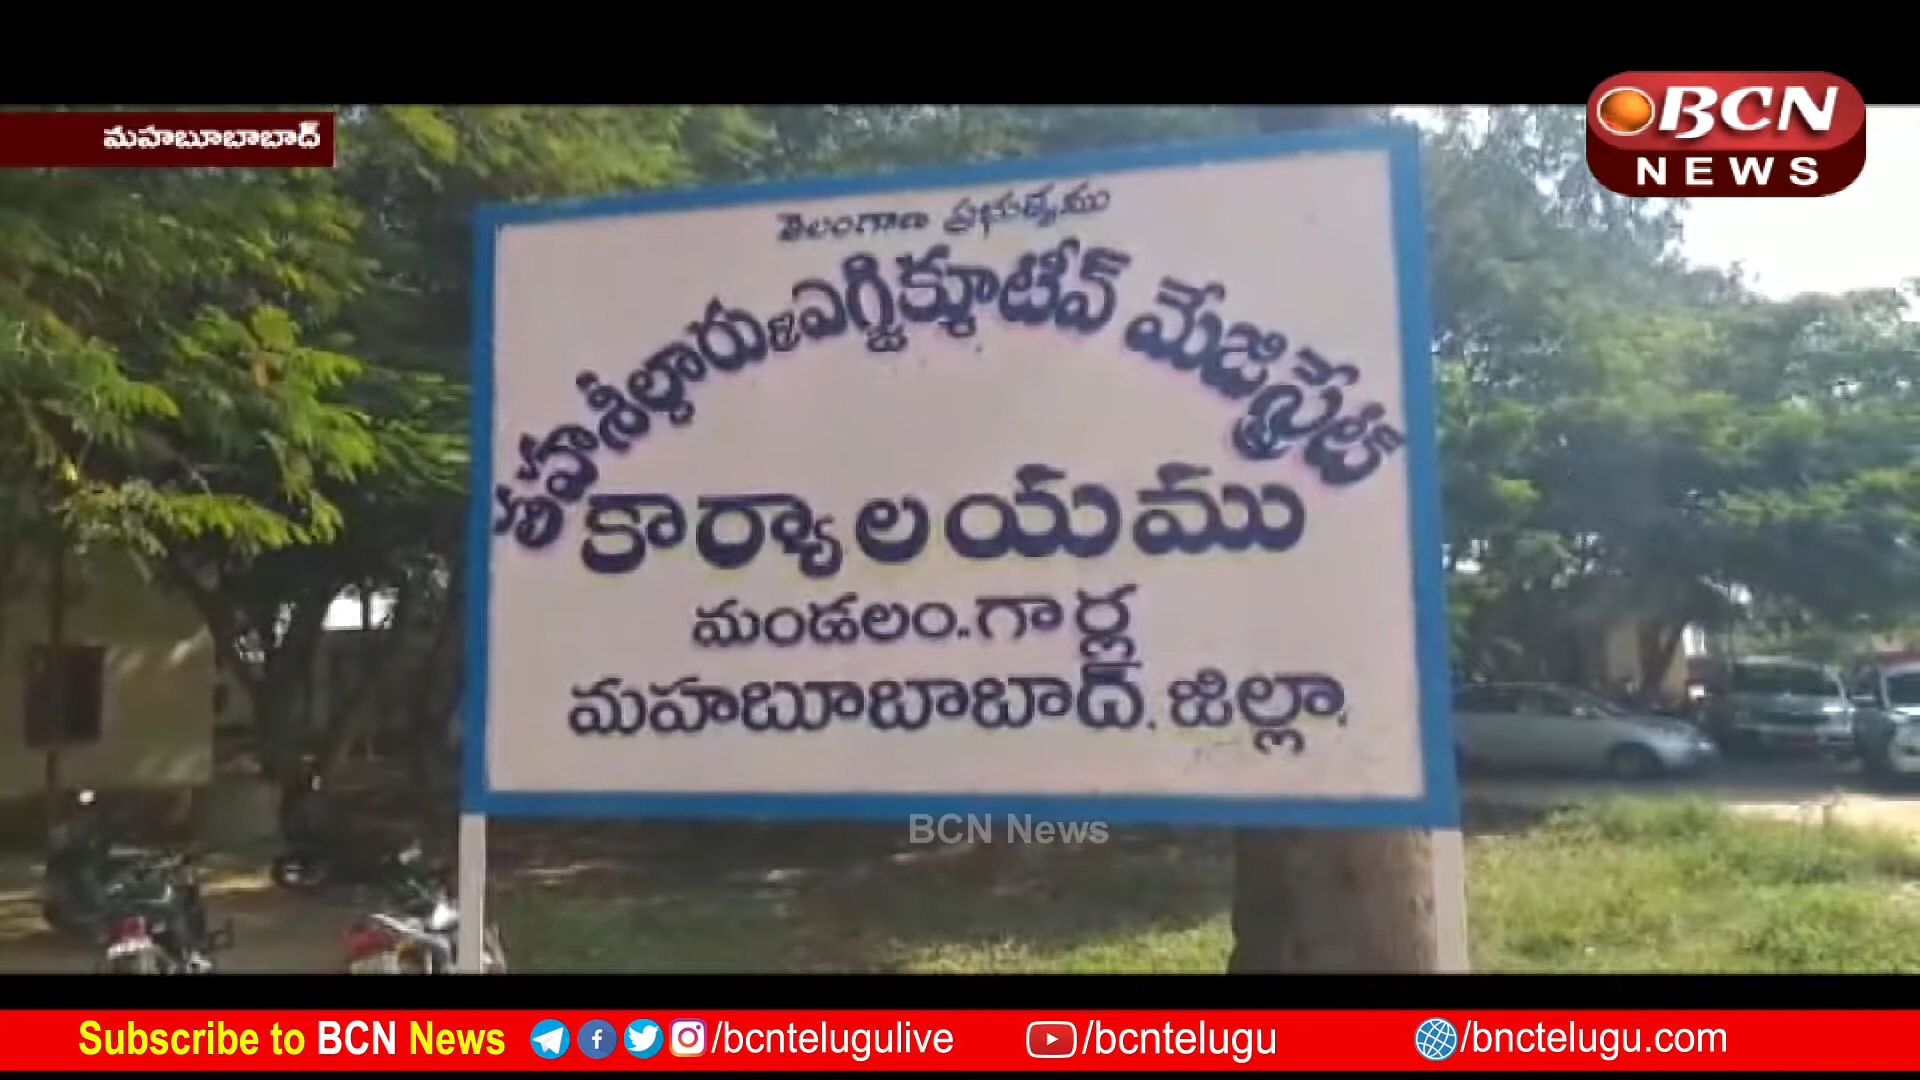 BCN
NEWS
మహబూబాబాద్
తెలంగాణ ప్రభుత్వము
తహశీల్దారు & ఎగ్జిక్యూటీవ్ మేజిస్ట్రేట్
కార్యాలయము
మండలం.. గార్ల
మహబూబాబాద్. జిల్లా.
BCN News
Subscribe to BCN News /bcntelugulive /bcntelugu /bnctelugu.com